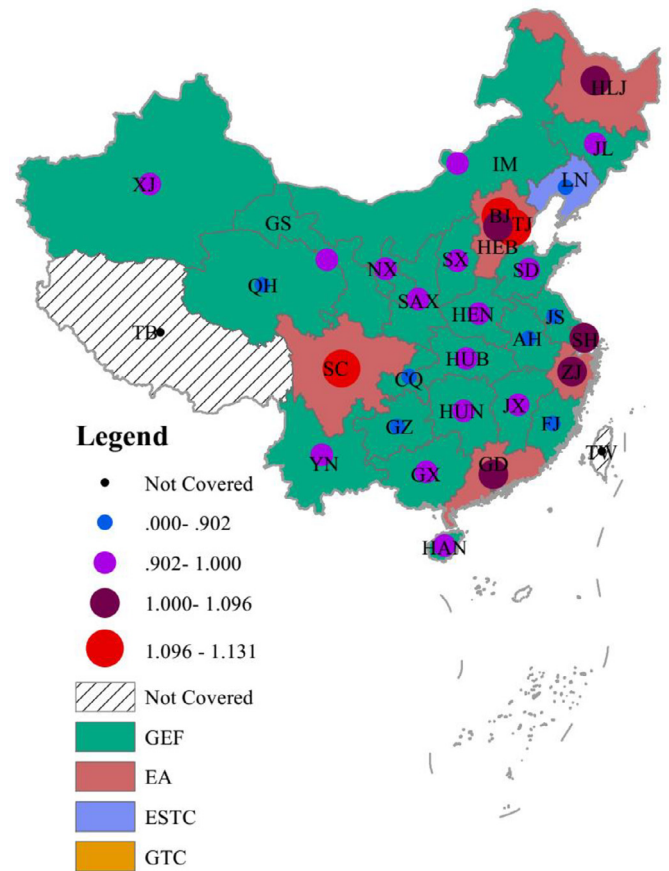 HLJ
JL
IM
LN
XJ
BJ
TJ
GS
HEB
SX
NX
SD
QH
SAX
HEN
JS
TB
AH
SH
HUB
SC
ZJ
CQ
HUN
JX
GZ
FJ
Legend
YN
GX
GD
TW
Not Covered
.000- .902
HAN
.902- 1.000
1.000- 1.096
1.096 - 1.131
Not Covered
GEF
EA
ESTC
GTC